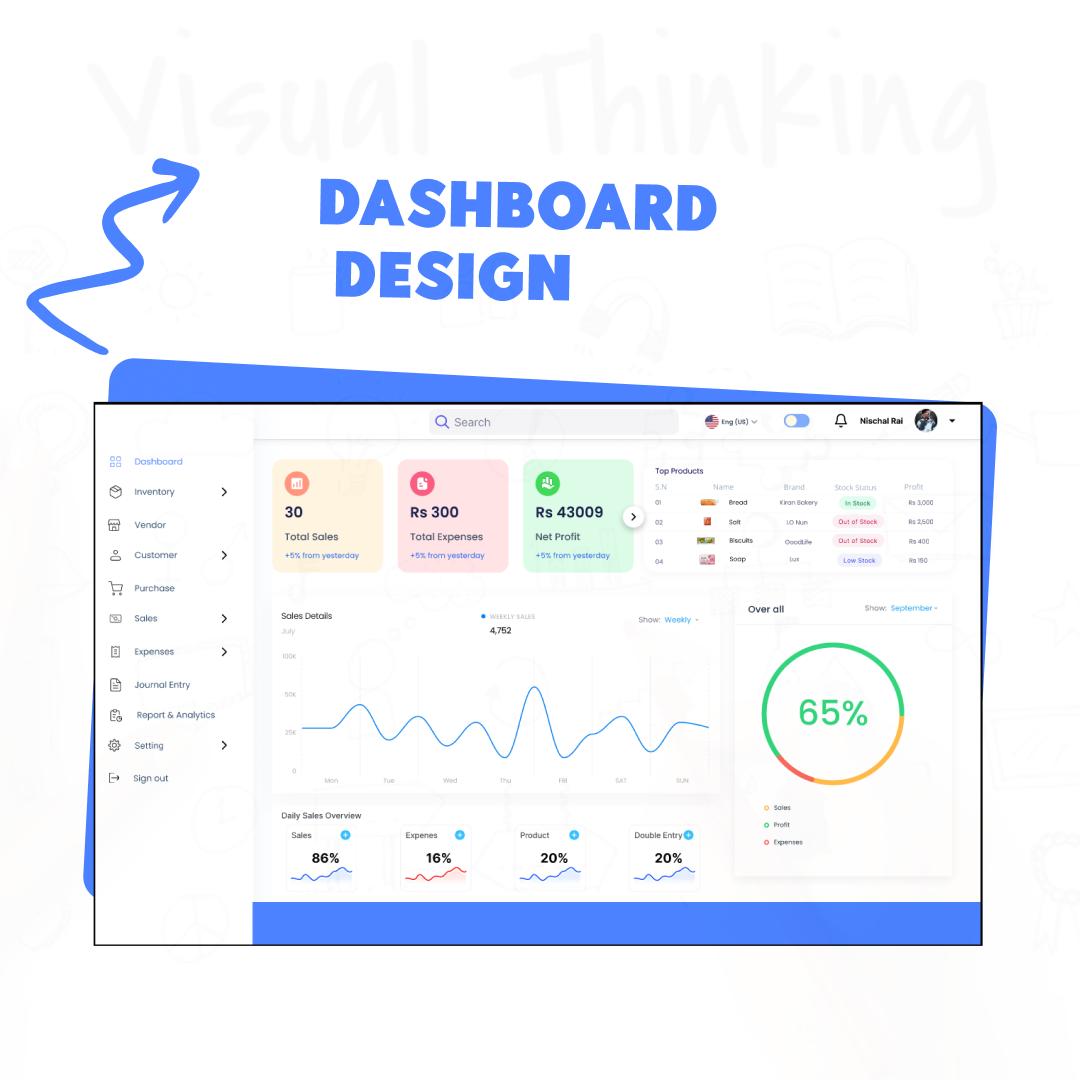 Visual Thinking
DASHBOARD
DESIGN
Search
Eng (US)
Nischal Rai
Dashboard
Inventory
Vendor
Customer
Purchase
Sales
Expenses
Journal Entry
Report & Analytics
Setting
Sign out
30
Total Sales
+5% from yesterday
Rs 300
Total Expenses
+5% from yesterday
Rs 43009
Net Profit
+5% from yesterday
Top Products
S.N Name Brand Stock Status Profit
01 Bread Kiran Bakery In Stock Rs 3,000
02 Salt I.O Nun Out of Stock Rs 2,500
03 Biscuits GoodLife Out of Stock Rs 400
04 Soap Lux Low Stock Rs 150
Sales Details
July
WEEKLY SALES
4,752
Show: Weekly
100K
50K
25K
0
Mon Tue Wed Thu FRI SAT SUN
Over all
Show: September
65%
Sales
Profit
Expenses
Daily Sales Overview
Sales
86%
Expenes
16%
Product
20%
Double Entry
20%